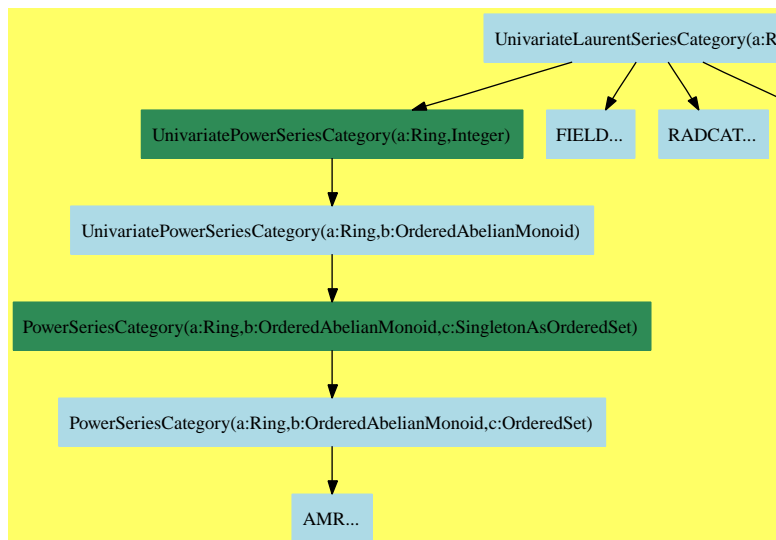 UnivariateLaurentSeriesCategory(a:R
UnivariatePowerSeriesCategory(a:Ring,Integer)
FIELD...
RADCAT...
UnivariatePowerSeriesCategory(a:Ring,b:OrderedAbelianMonoid)
PowerSeriesCategory(a:Ring,b:OrderedAbelianMonoid,c:SingletonAsOrderedSet)
PowerSeriesCategory(a:Ring,b:OrderedAbelianMonoid,c:OrderedSet)
AMR...